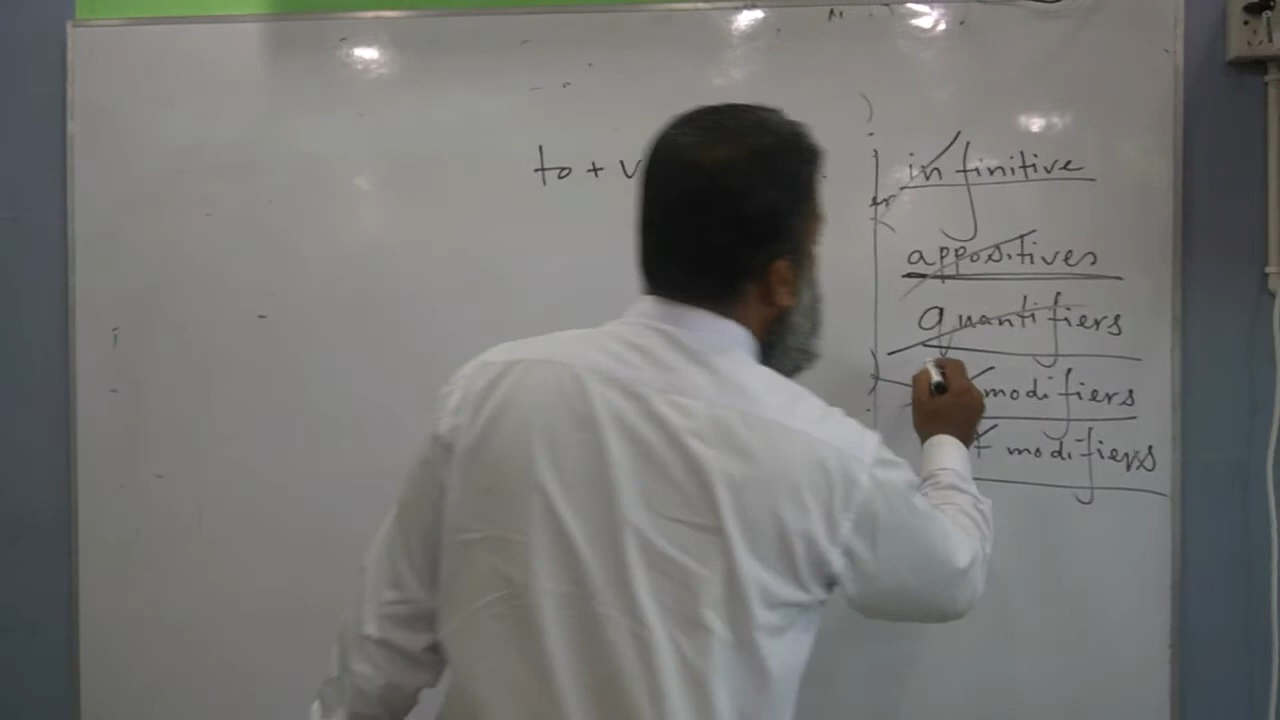 to + v
infinitive
appositives
quantifiers
modifiers
modifiers